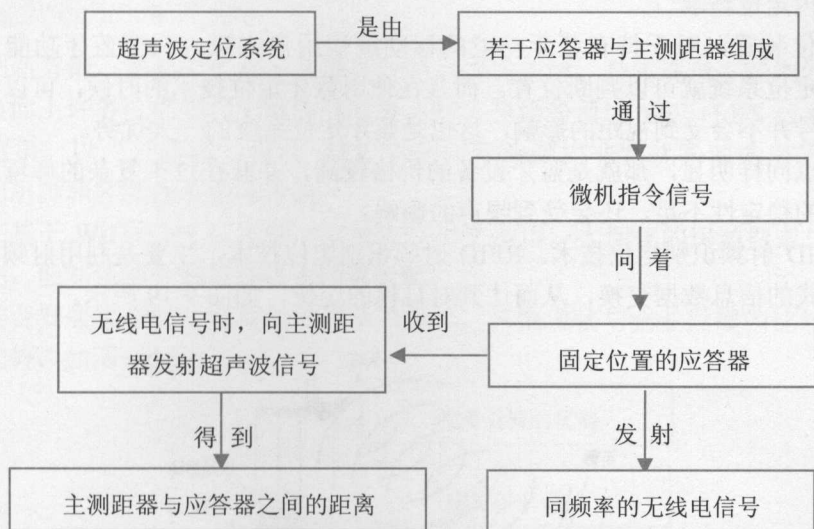 超声波定位系统
是由
若干应答器与主测距器组成
通过
微机指令信号
向着
固定位置的应答器
收到
无线电信号时，向主测距
器发射超声波信号
得到
主测距器与应答器之间的距离
发射
同频率的无线电信号